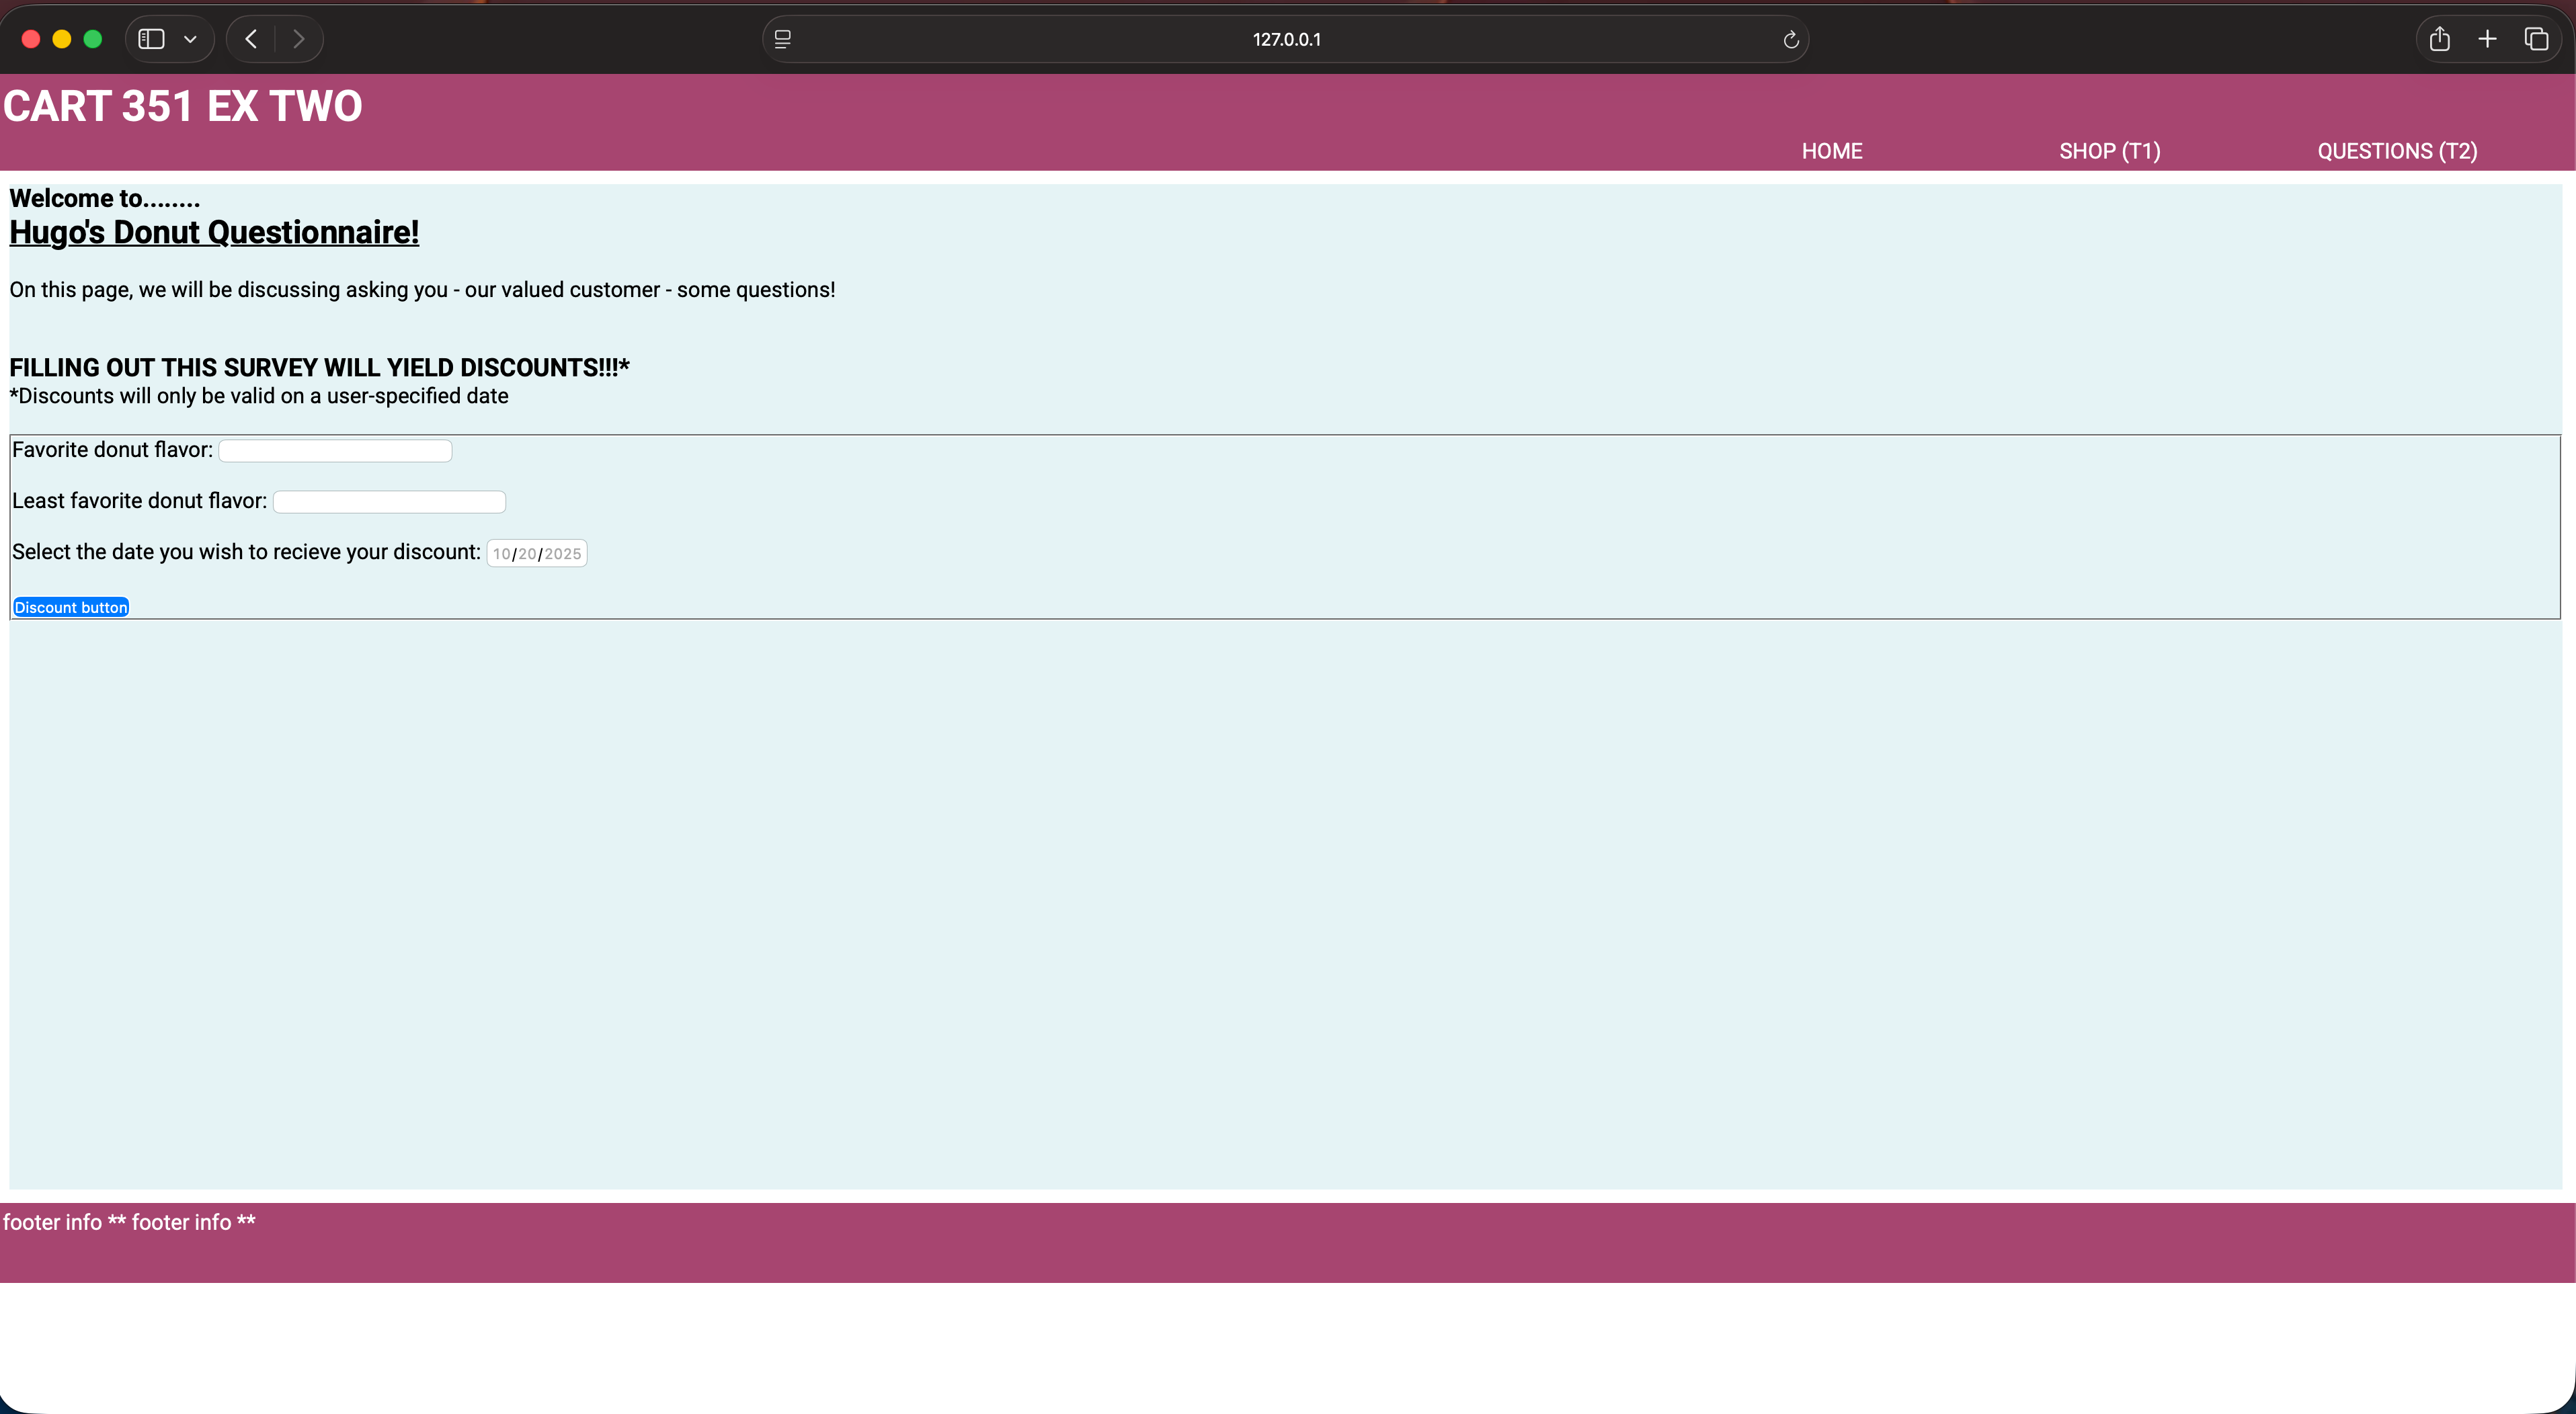 127.0.0.1
CART 351 EX TWO
HOME SHOP (T1) QUESTIONS (T2)
Welcome to........
Hugo's Donut Questionnaire!
On this page, we will be discussing asking you - our valued customer - some questions!
FILLING OUT THIS SURVEY WILL YIELD DISCOUNTS!!!*
*Discounts will only be valid on a user-specified date
Favorite donut flavor:
Least favorite donut flavor:
Select the date you wish to recieve your discount: 10/20/2025
Discount button
footer info ** footer info **